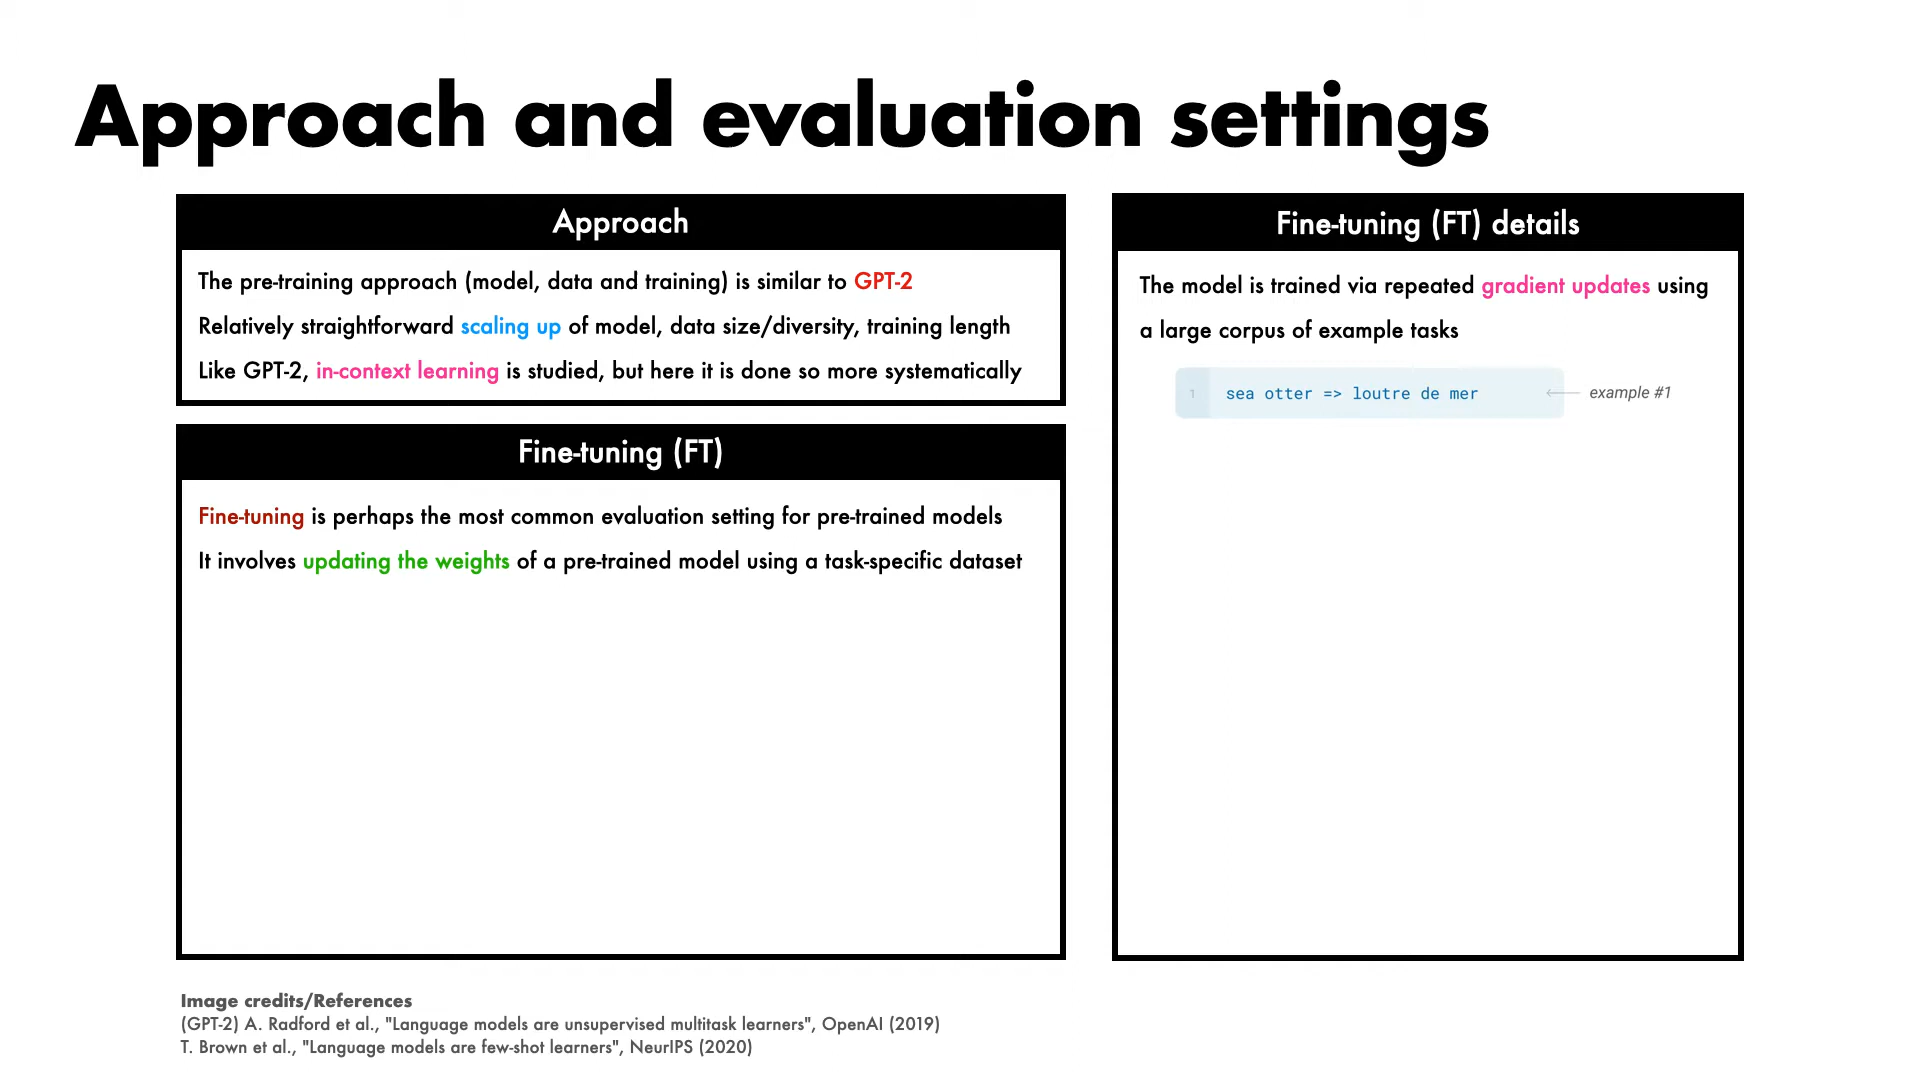 Approach and evaluation settings
Approach
The pre-training approach (model, data and training) is similar to GPT-2
Relatively straightforward scaling up of model, data size/diversity, training length
Like GPT-2, in-context learning is studied, but here it is done so more systematically
Fine-tuning (FT)
Fine-tuning is perhaps the most common evaluation setting for pre-trained models
It involves updating the weights of a pre-trained model using a task-specific dataset
Fine-tuning (FT) details
The model is trained via repeated gradient updates using
a large corpus of example tasks
1 sea otter => loutre de mer ← example #1
Image credits/References
(GPT-2) A. Radford et al., "Language models are unsupervised multitask learners", OpenAI (2019)
T. Brown et al., "Language models are few-shot learners", NeurIPS (2020)